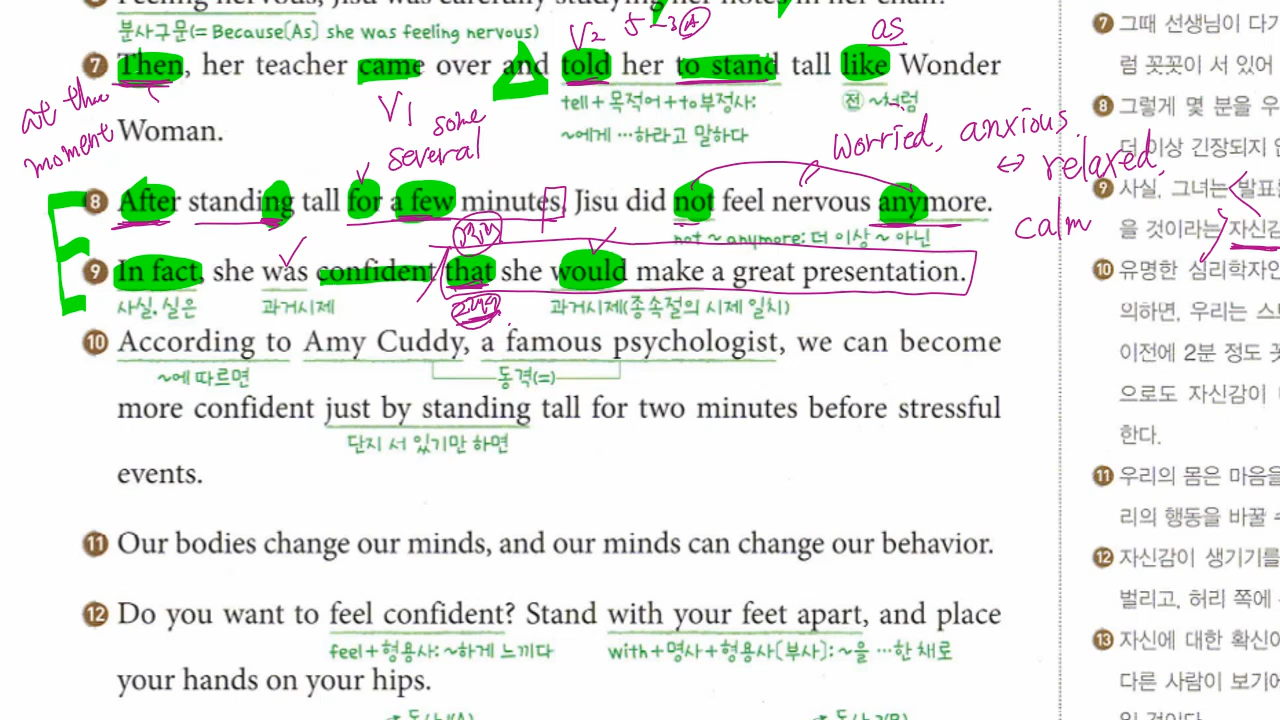 Feeling nervous, Jisu was carefully studying her notes in her chair.
분사구문(= Because[As] she was feeling nervous)
V2 5-3 A
as
⑦ Then, her teacher came over and told her to stand tall like Wonder
at this moment
V1
tell + 목적어 + to부정사:
전 ~처럼
Woman.
~에게 …하라고 말하다
some
several
worried, anxious
↔ relaxed,
calm
⑧ After standing tall for a few minutes, Jisu did not feel nervous anymore.
not ~ anymore: 더 이상 ~ 아닌
⑨ In fact, she was confident that she would make a great presentation.
사실, 실은
과거시제
과거시제(종속절의 시제 일치)
⑩ According to Amy Cuddy, a famous psychologist, we can become
~에 따르면
동격(=)
more confident just by standing tall for two minutes before stressful
단지 서 있기만 하면
events.
⑪ Our bodies change our minds, and our minds can change our behavior.
⑫ Do you want to feel confident? Stand with your feet apart, and place
feel + 형용사: ~하게 느끼다
with + 명사 + 형용사[부사]: ~을 …한 채로
your hands on your hips.
⑦ 그때 선생님이 다가
럼 꼿꼿이 서 있어
⑧ 그렇게 몇 분을 우
더 이상 긴장되지 안
⑨ 사실, 그녀는 발표를
을 것이라는 자신감
⑩ 유명한 심리학자인
의하면, 우리는 스트
이전에 2분 정도 꼿
으로도 자신감이
한다.
⑪ 우리의 몸은 마음을
리의 행동을 바꿀 수
⑫ 자신감이 생기기를
벌리고, 허리 쪽에
⑬ 자신에 대한 확신이
다른 사람이 보기에